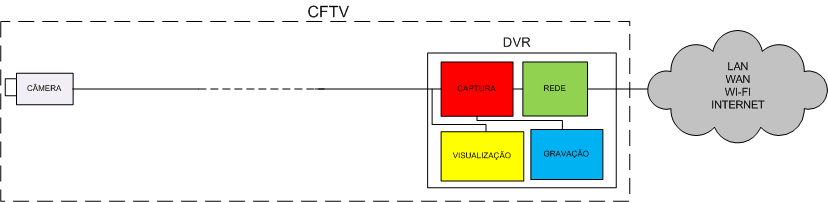 CFTV
DVR
CÂMERA
CAPTURA
REDE
VISUALIZAÇÃO
GRAVAÇÃO
LAN
WAN
WI-FI
INTERNET